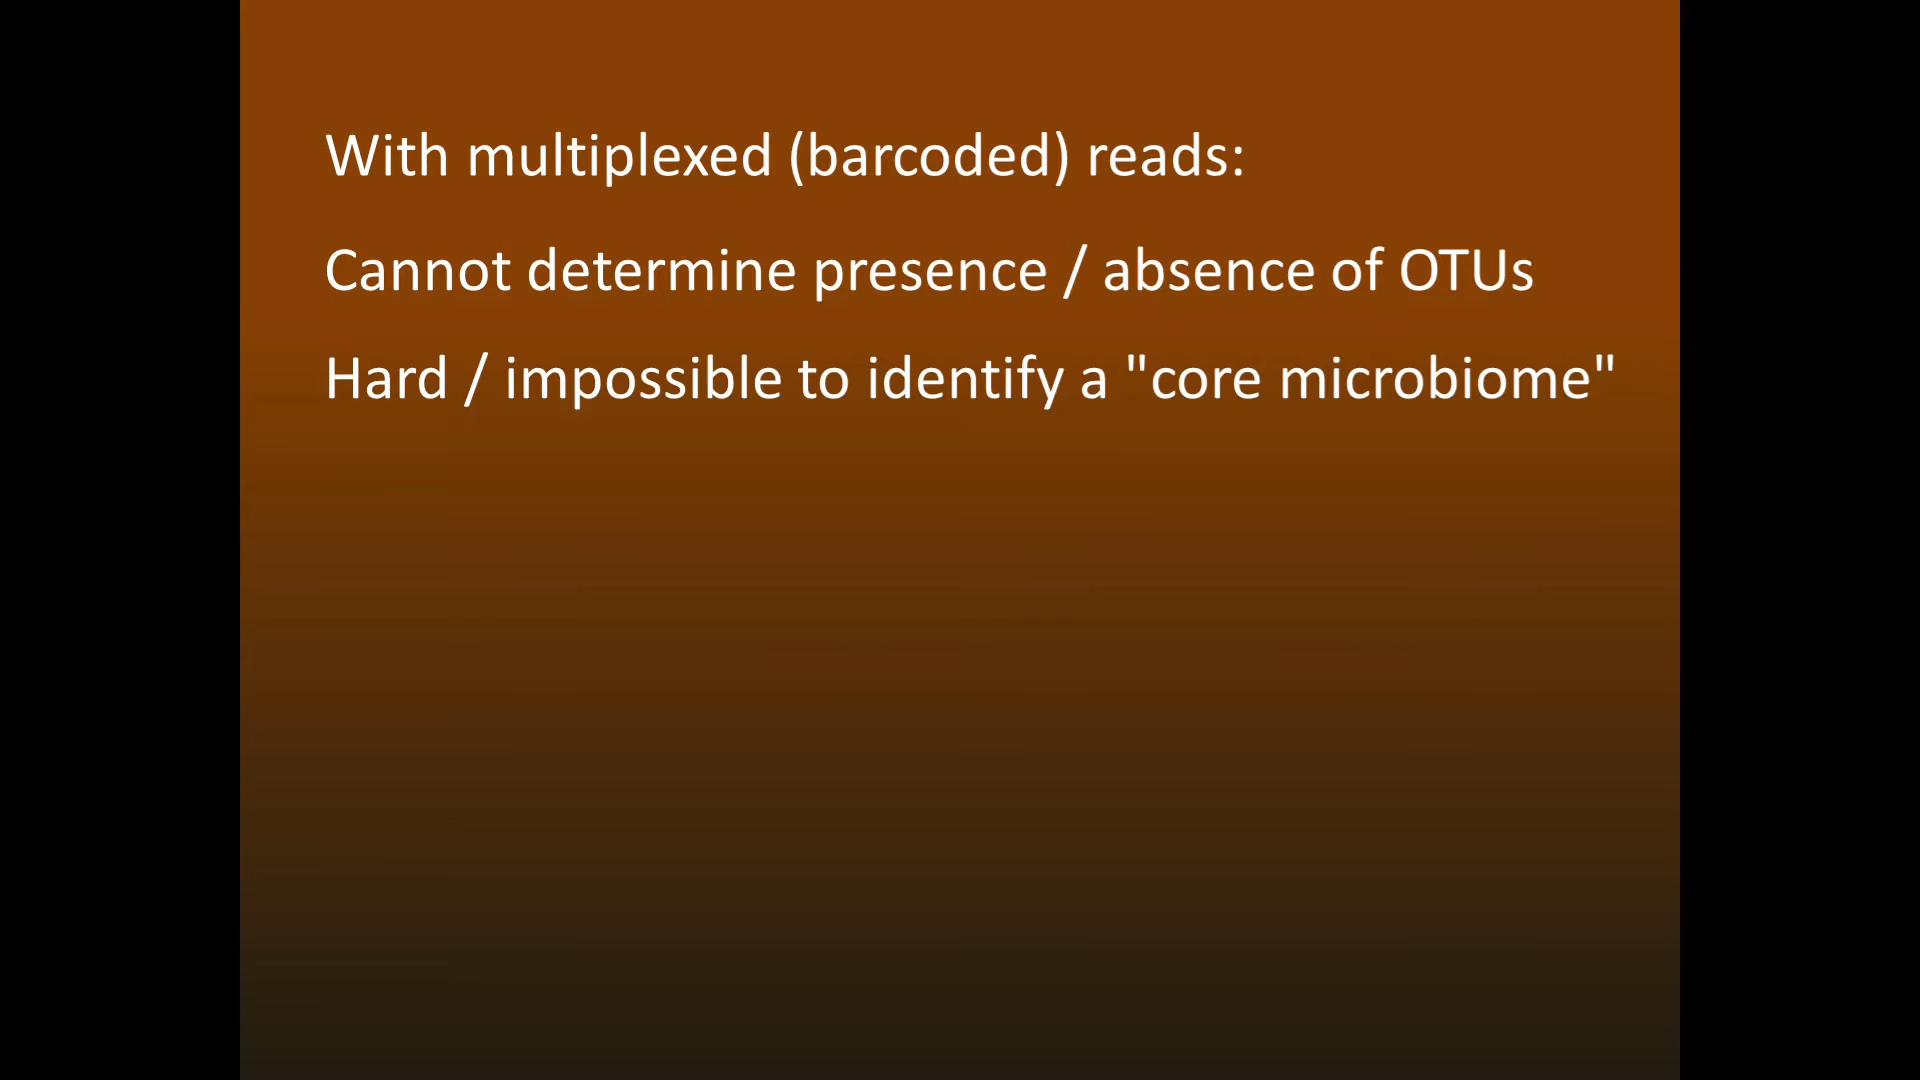 With multiplexed (barcoded) reads:
Cannot determine presence / absence of OTUs
Hard / impossible to identify a "core microbiome"